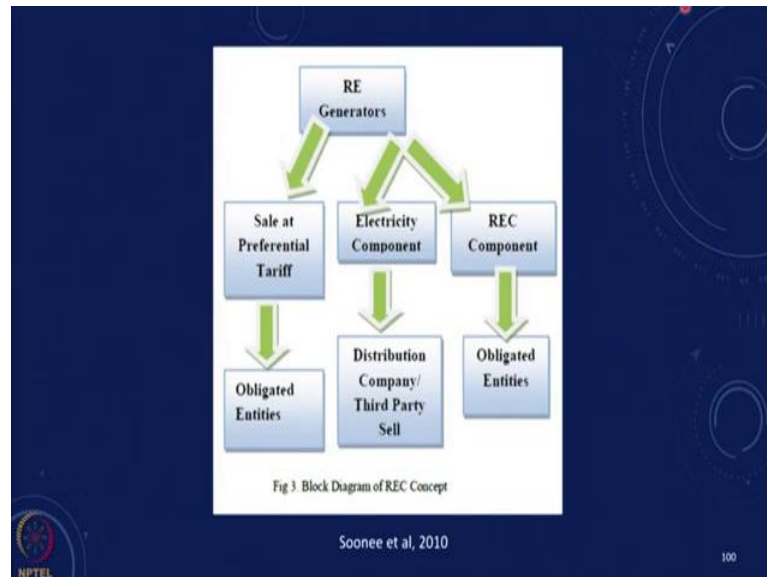 RE
Generators
Sale at
Preferential
Tariff
Electricity
Component
REC
Component
Obligated
Entities
Distribution
Company/
Third Party
Sell
Obligated
Entities
Fig 3. Block Diagram of REC Concept
Soonee et al, 2010
NPTEL
100